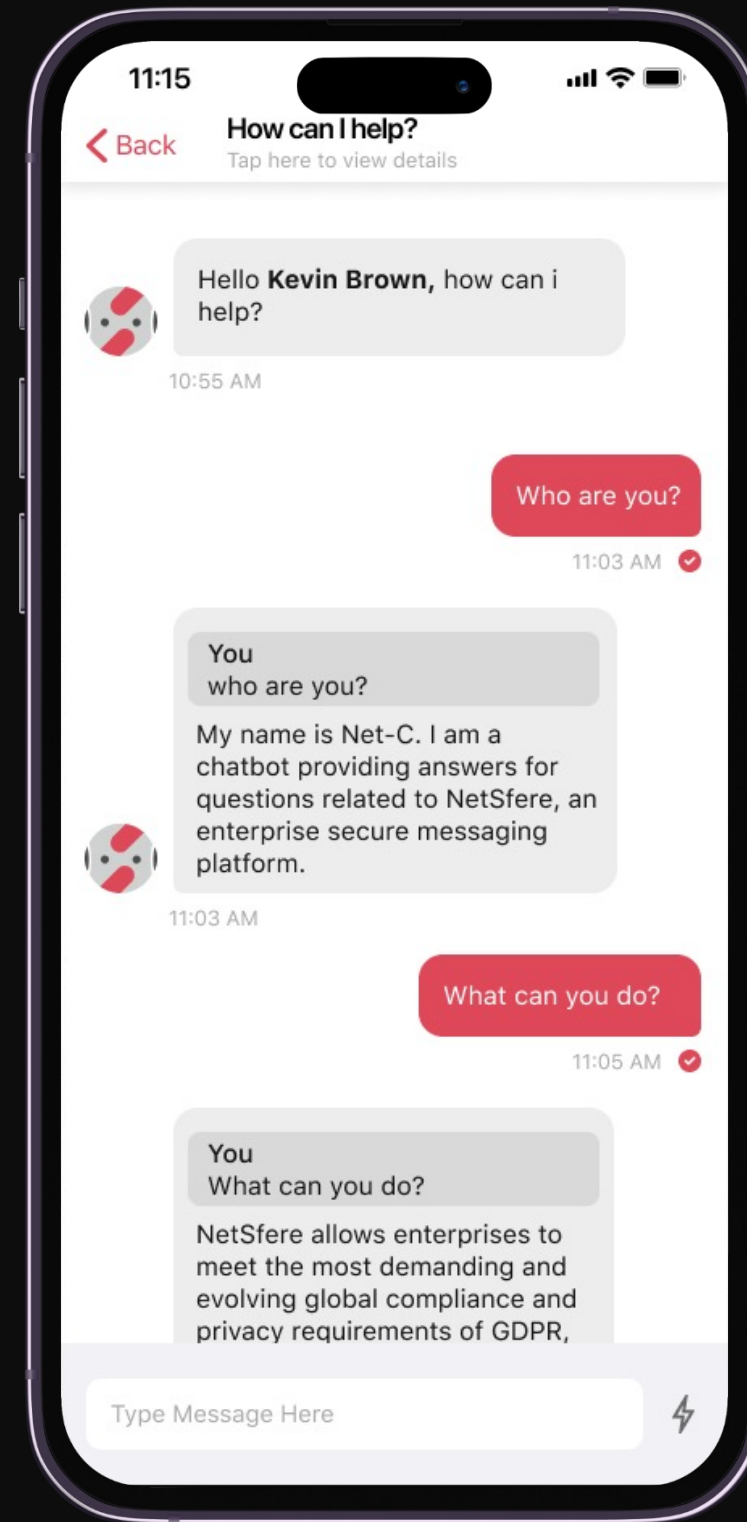 11:15
Back
How can I help?
Tap here to view details
Hello Kevin Brown, how can i
help?
10:55 AM
Who are you?
11:03 AM
You
who are you?
My name is Net-C. I am a
chatbot providing answers for
questions related to NetSfere, an
enterprise secure messaging
platform.
11:03 AM
What can you do?
11:05 AM
You
What can you do?
NetSfere allows enterprises to
meet the most demanding and
evolving global compliance and
privacy requirements of GDPR,
Type Message Here